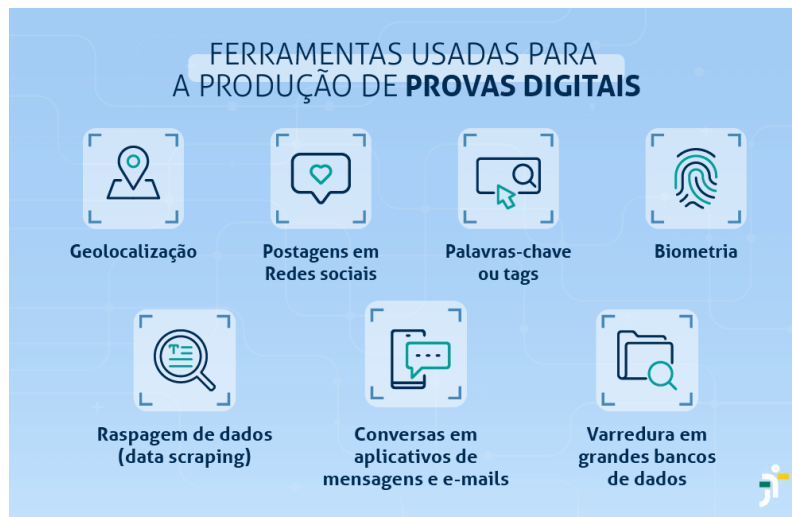 FERRAMENTAS USADAS PARA
A PRODUÇÃO DE PROVAS DIGITAIS
Geolocalização
Postagens em
Redes sociais
Palavras-chave
ou tags
Biometria
Raspagem de dados
(data scraping)
Conversas em
aplicativos de
mensagens e e-mails
Varredura em
grandes bancos
de dados